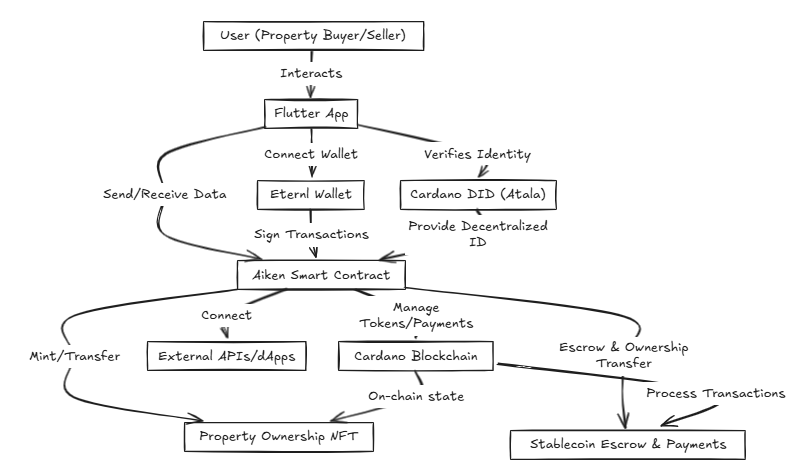 User (Property Buyer/Seller)
Interacts
Flutter App
Connect Wallet
Verifies Identity
Send/Receive Data
Eternl Wallet
Cardano DID (Atala)
Sign Transactions
Provide Decentralized
ID
Aiken Smart Contract
Connect
Manage
Tokens/Payments
Mint/Transfer
External APIs/dApps
Cardano Blockchain
Escrow & Ownership
Transfer
On-chain state
Process Transactions
Property Ownership NFT
Stablecoin Escrow & Payments